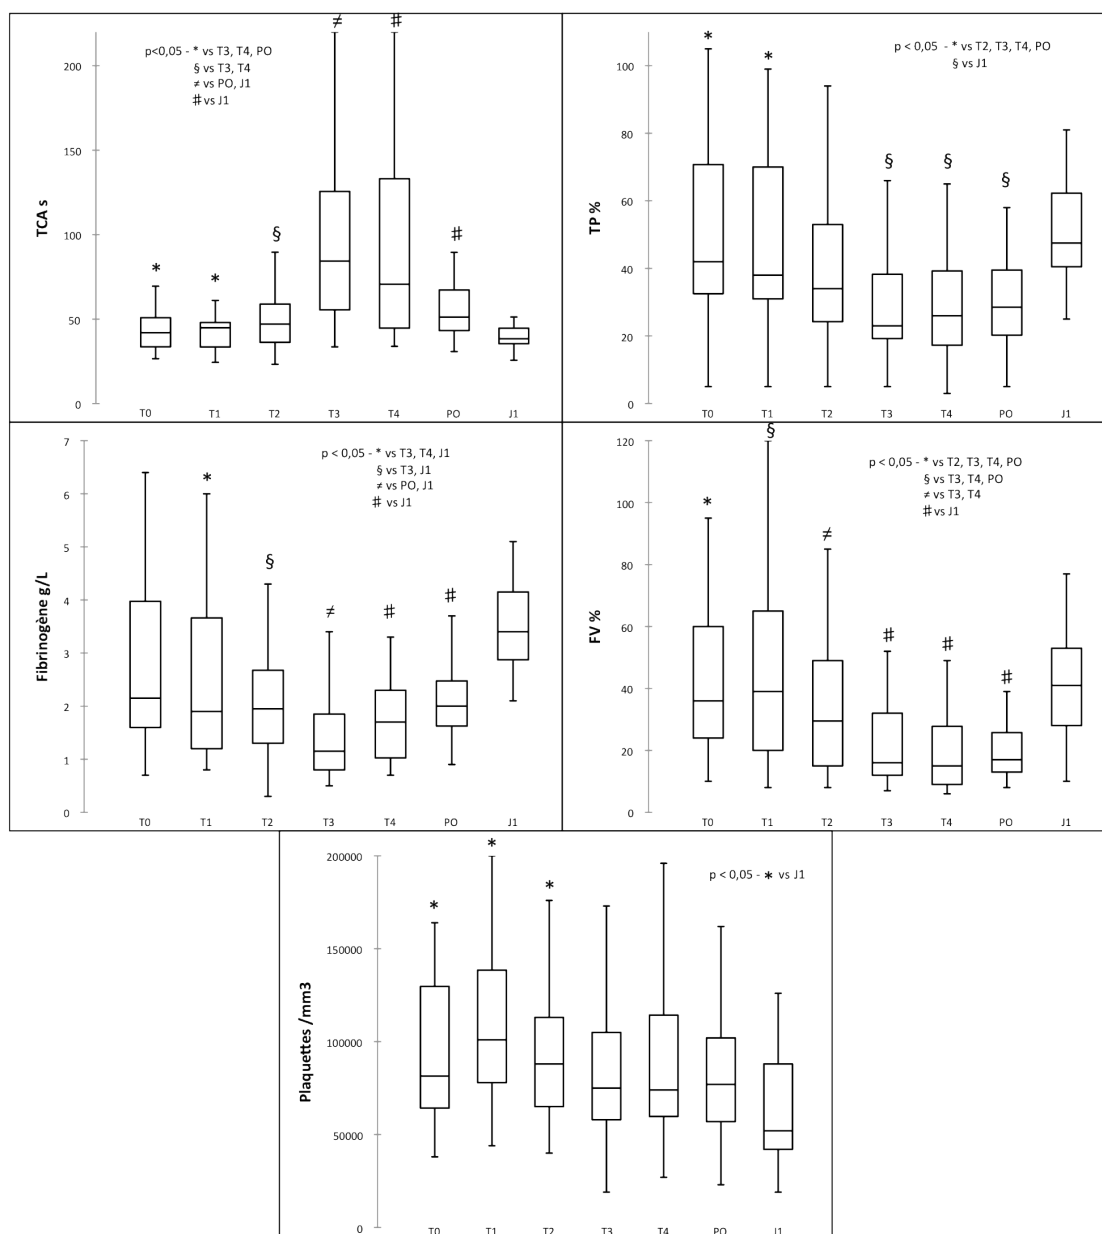 p<0,05 - * vs T3, T4, PO
§ vs T3, T4
≠ vs PO, J1
# vs J1
≠
#
200
150
100
50
0
TCA s
*
*
§
#
T0 T1 T2 T3 T4 PO J1
p < 0,05 - * vs T2, T3, T4, PO
§ vs J1
*
*
100
80
60
40
20
0
TP %
§
§
§
T0 T1 T2 T3 T4 PO J1
p < 0,05 - * vs T3, T4, J1
§ vs T3, J1
≠ vs PO, J1
# vs J1
7
6
5
4
3
2
1
0
Fibrinogène g/L
*
§
≠
#
#
T0 T1 T2 T3 T4 PO J1
p < 0,05 - * vs T2, T3, T4, PO
§ vs T3, T4, PO
≠ vs T3, T4
# vs J1
120
100
80
60
40
20
0
FV %
*
§
≠
#
#
#
T0 T1 T2 T3 T4 PO J1
p < 0,05 - * vs J1
200000
150000
100000
50000
0
Plaquettes /mm3
*
*
*
T0 T1 T2 T3 T4 PO J1